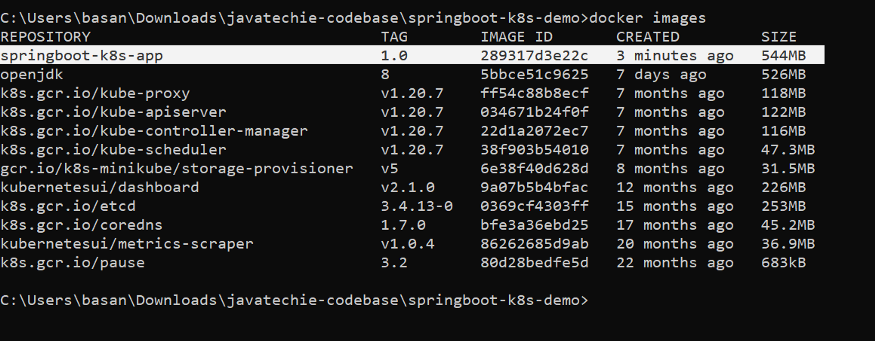 C:\Users\basan\Downloads\javatechie-codebase\springboot-k8s-demo>docker images
REPOSITORY TAG IMAGE ID CREATED SIZE
springboot-k8s-app 1.0 289317d3e22c 3 minutes ago 544MB
openjdk 8 5bbce51c9625 7 days ago 526MB
k8s.gcr.io/kube-proxy v1.20.7 ff54c88b8ecf 7 months ago 118MB
k8s.gcr.io/kube-apiserver v1.20.7 034671b24f0f 7 months ago 122MB
k8s.gcr.io/kube-controller-manager v1.20.7 22d1a2072ec7 7 months ago 116MB
k8s.gcr.io/kube-scheduler v1.20.7 38f903b54010 7 months ago 47.3MB
gcr.io/k8s-minikube/storage-provisioner v5 6e38f40d628d 8 months ago 31.5MB
kubernetesui/dashboard v2.1.0 9a07b5b4bfac 12 months ago 226MB
k8s.gcr.io/etcd 3.4.13-0 0369cf4303ff 15 months ago 253MB
k8s.gcr.io/coredns 1.7.0 bfe3a36ebd25 17 months ago 45.2MB
kubernetesui/metrics-scraper v1.0.4 86262685d9ab 20 months ago 36.9MB
k8s.gcr.io/pause 3.2 80d28bedfe5d 22 months ago 683kB
C:\Users\basan\Downloads\javatechie-codebase\springboot-k8s-demo>